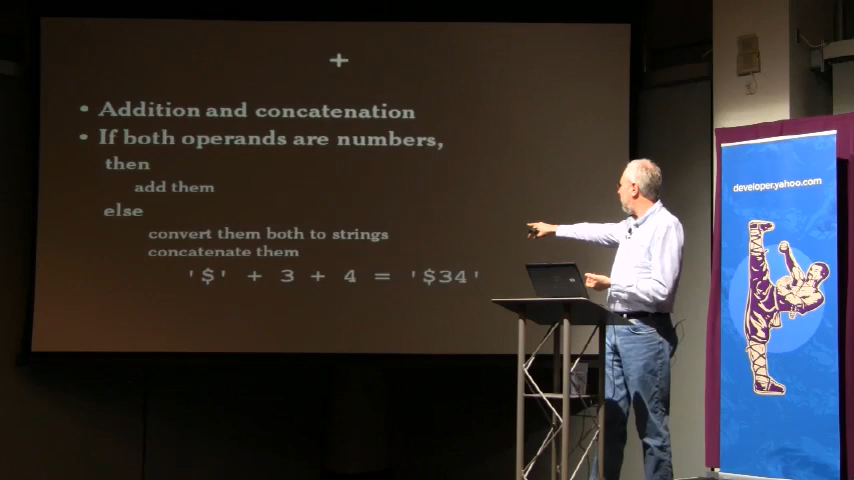 +
• Addition and concatenation
• If both operands are numbers,
then
add them
else
convert them both to strings
concatenate them
'$' + 3 + 4 = '$34'
developer.yahoo.com